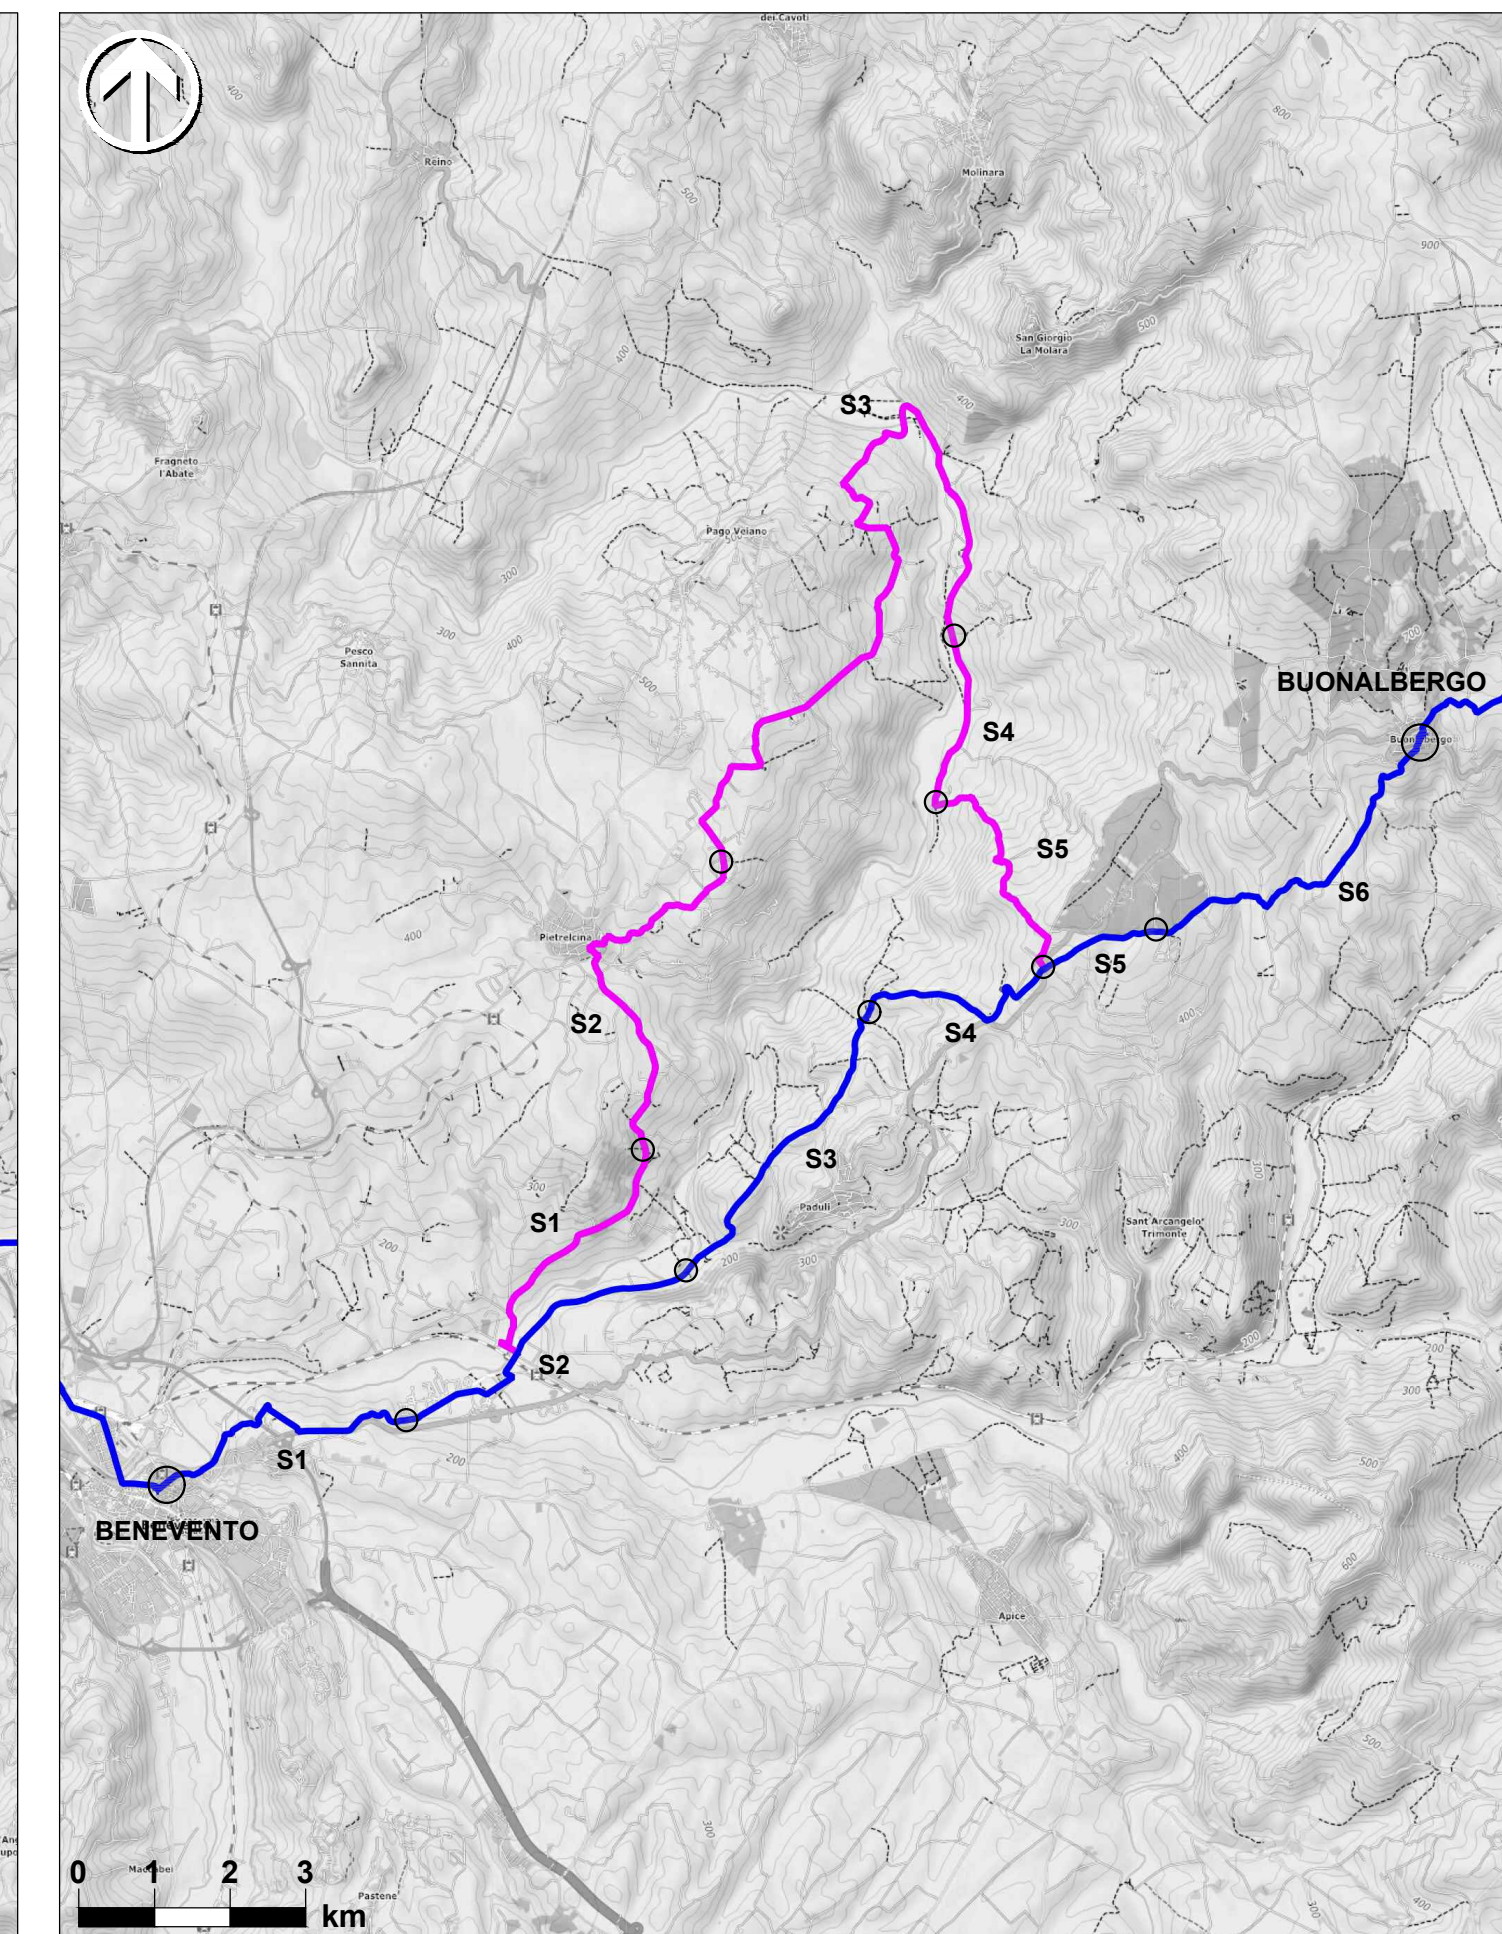 dei Cavoti
400
800
Reino
Molinara
500
900
San Giorgio
La Molara
500
400
S3
400
Fragneto
l'Abate
Pago Veiano
500
300
300
400
700
Pesco
Sannita
500
BUONALBERGO
S4
S5
S6
Pietrelcina
400
S5
S2
S4
400
S3
300
300
Paduli
S1
300
Sant'Arcangelo
Trimonte
200
200
300
200
200
S2
300
S1
200
400
500
BENEVENTO
600
Apice
500
300
0 1 2 3
Pastene
km
300
400